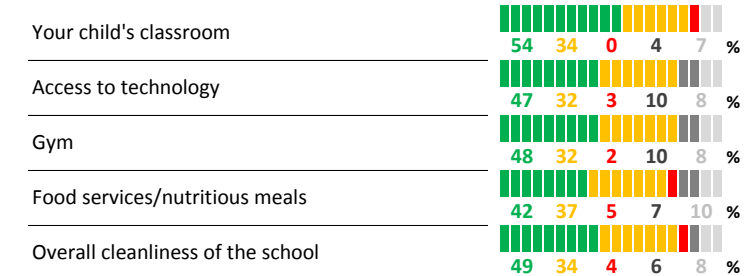 Your child's classroom
54 34 0 4 7 %
Access to technology
47 32 3 10 8 %
Gym
48 32 2 10 8 %
Food services/nutritious meals
42 37 5 7 10 %
Overall cleanliness of the school
49 34 4 6 8 %